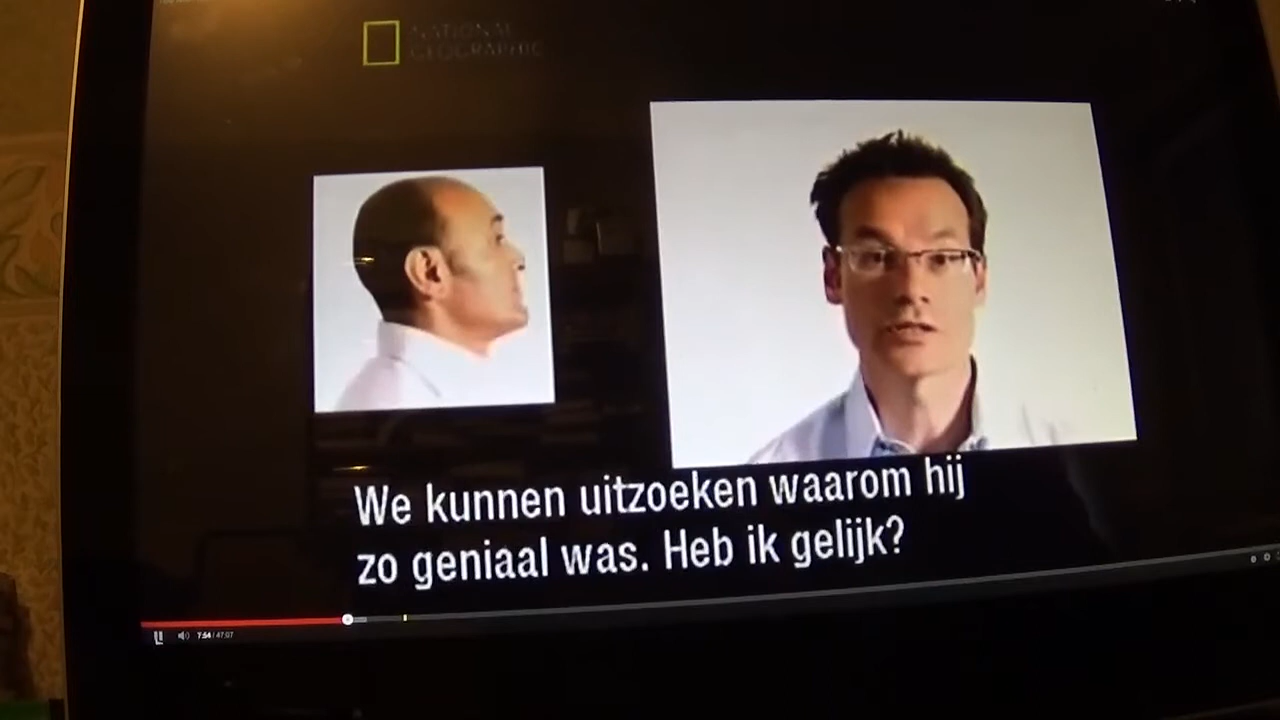 NATIONAL
GEOGRAPHIC
We kunnen uitzoeken waarom hij
zo geniaal was. Heb ik gelijk?
7:54 / 47:07